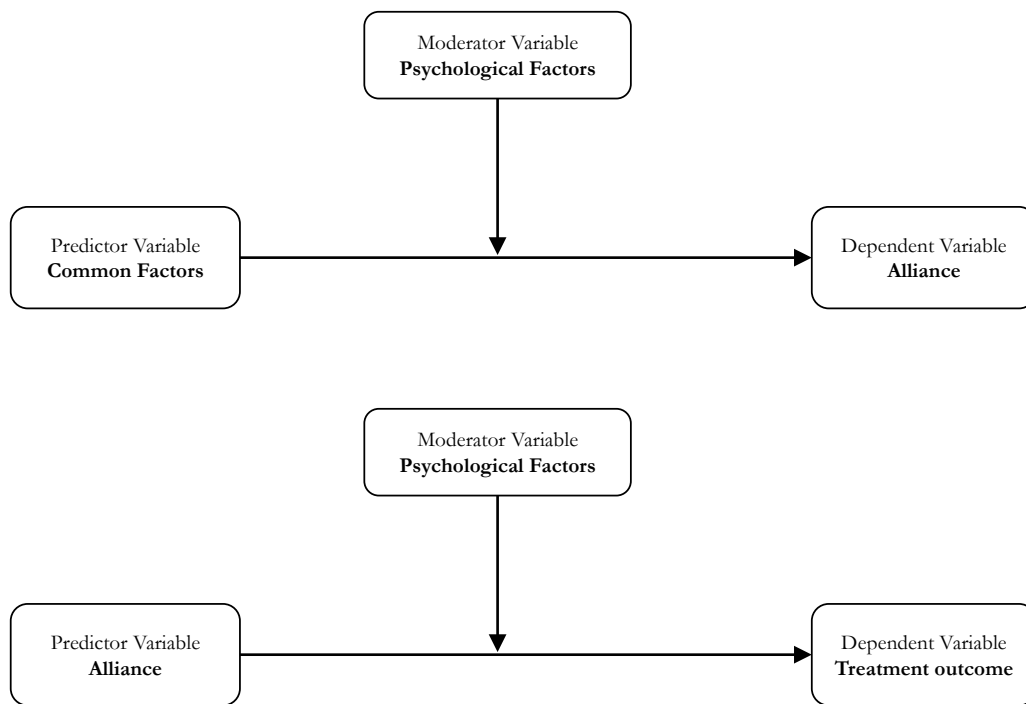 Moderator Variable
Psychological Factors
Predictor Variable
Common Factors
Dependent Variable
Alliance
Moderator Variable
Psychological Factors
Predictor Variable
Alliance
Dependent Variable
Treatment outcome